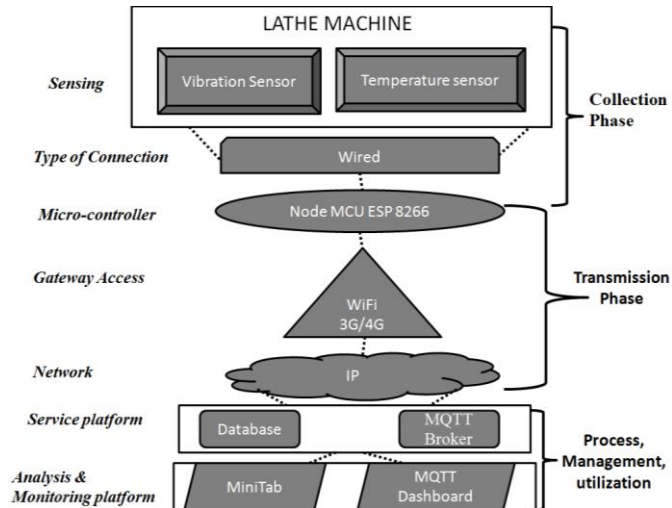 LATHE MACHINE
Sensing
Vibration Sensor
Temperature sensor
Collection
Phase
Type of Connection
Wired
Micro-controller
Node MCU ESP 8266
Gateway Access
WiFi
3G/4G
Transmission
Phase
Network
IP
Service platform
Database
MQTT
Broker
Process,
Management,
utilization
Analysis &
Monitoring platform
MiniTab
MQTT
Dashboard